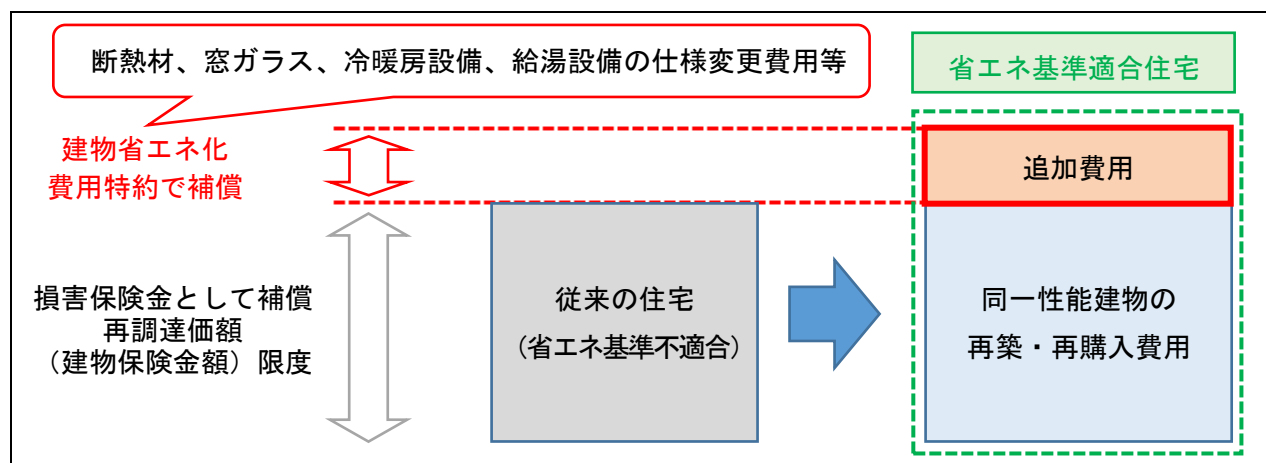 断熱材、窓ガラス、冷暖房設備、給湯設備の仕様変更費用等
省エネ基準適合住宅
建物省エネ化
費用特約で補償
追加費用
損害保険金として補償
再調達価額
（建物保険金額）限度
従来の住宅
（省エネ基準不適合）
同一性能建物の
再築・再購入費用